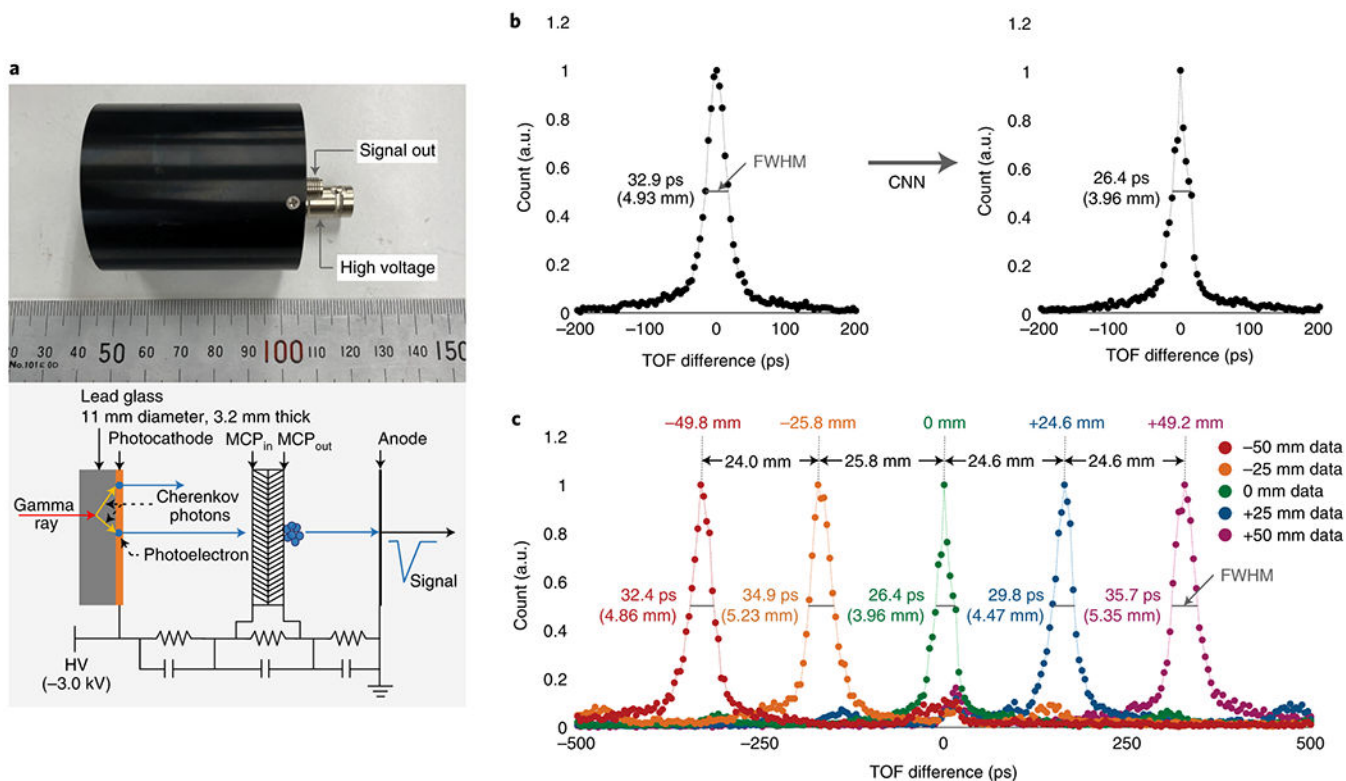 a
Signal out
High voltage
30 40 50 60 70 80 90 100 110 120 130 140 150
Lead glass
11 mm diameter, 3.2 mm thick
Photocathode MCPin MCPout Anode
Gamma
ray
Cherenkov
photons
Photoelectron
Signal
HV
(–3.0 kV)
b
1.2
1
0.8
0.6
0.4
0.2
0
Count (a.u.)
32.9 ps
(4.93 mm)
FWHM
–200 –100 0 100 200
TOF difference (ps)
CNN
1.2
1
0.8
0.6
0.4
0.2
0
Count (a.u.)
26.4 ps
(3.96 mm)
–200 –100 0 100 200
TOF difference (ps)
c
–49.8 mm –25.8 mm 0 mm +24.6 mm +49.2 mm
24.0 mm 25.8 mm 24.6 mm 24.6 mm
1.2
1
0.8
0.6
0.4
0.2
0
Count (a.u.)
–50 mm data
–25 mm data
0 mm data
+25 mm data
+50 mm data
FWHM
32.4 ps
(4.86 mm)
34.9 ps
(5.23 mm)
26.4 ps
(3.96 mm)
29.8 ps
(4.47 mm)
35.7 ps
(5.35 mm)
–500 –250 0 250 500
TOF difference (ps)